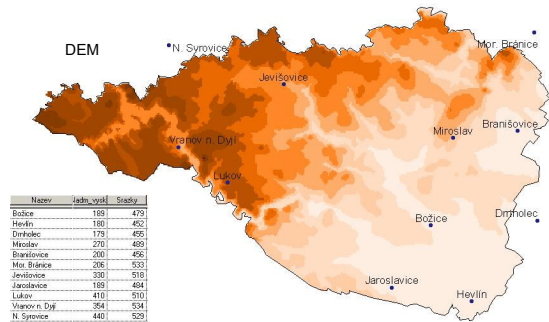 DEM
N. Syrovice
Mor. Bránice
Jevišovice
Miroslav
Branišovice
Vranov n. Dyjí
Lukov
Božice
Drnholec
Jaroslavice
Hevlín
Nazev Nadm_vysk Srazky
Božice 189 479
Hevlín 180 452
Drnholec 179 455
Miroslav 270 489
Branišovice 200 456
Mor. Bránice 206 533
Jevišovice 330 518
Jaroslavice 189 484
Lukov 410 510
Vranov n. Dyjí 354 534
N. Syrovice 440 529